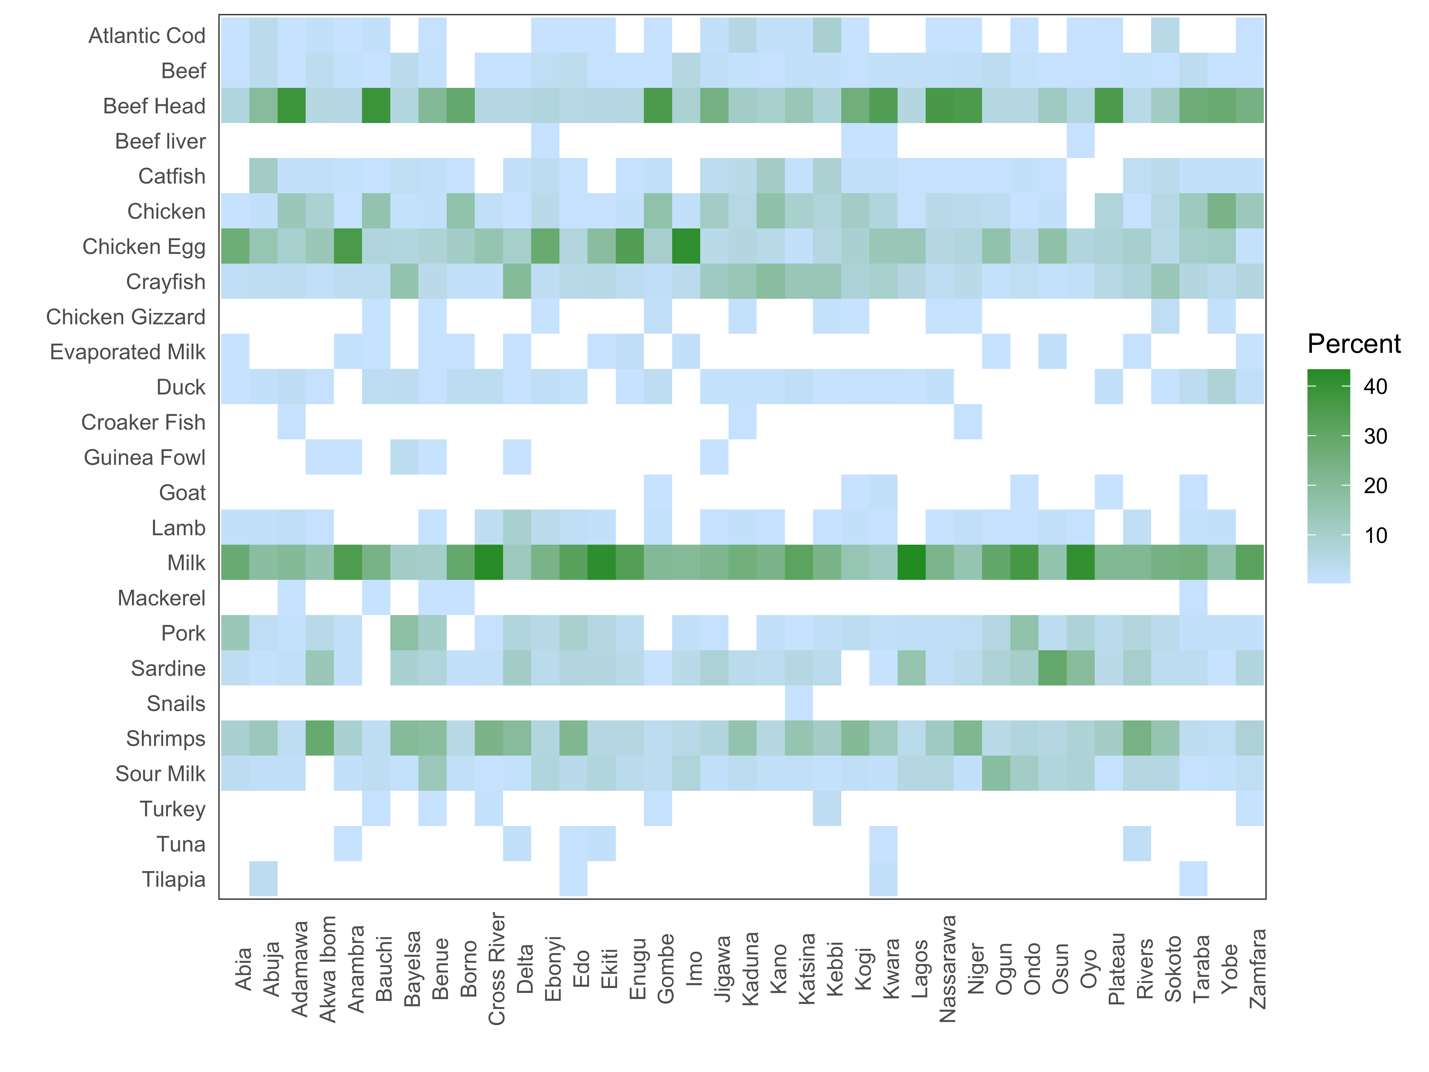 Atlantic Cod
Beef
Beef Head
Beef liver
Catfish
Chicken
Chicken Egg
Crayfish
Chicken Gizzard
Evaporated Milk
Duck
Croaker Fish
Guinea Fowl
Goat
Lamb
Milk
Mackerel
Pork
Sardine
Snails
Shrimps
Sour Milk
Turkey
Tuna
Tilapia
Abia
Abuja
Adamawa
Akwa Ibom
Anambra
Bauchi
Bayelsa
Benue
Borno
Cross River
Delta
Ebonyi
Edo
Ekiti
Enugu
Gombe
Imo
Jigawa
Kaduna
Kano
Katsina
Kebbi
Kogi
Kwara
Lagos
Nassarawa
Niger
Ogun
Ondo
Osun
Oyo
Plateau
Rivers
Sokoto
Taraba
Yobe
Zamfara
Percent
40
30
20
10